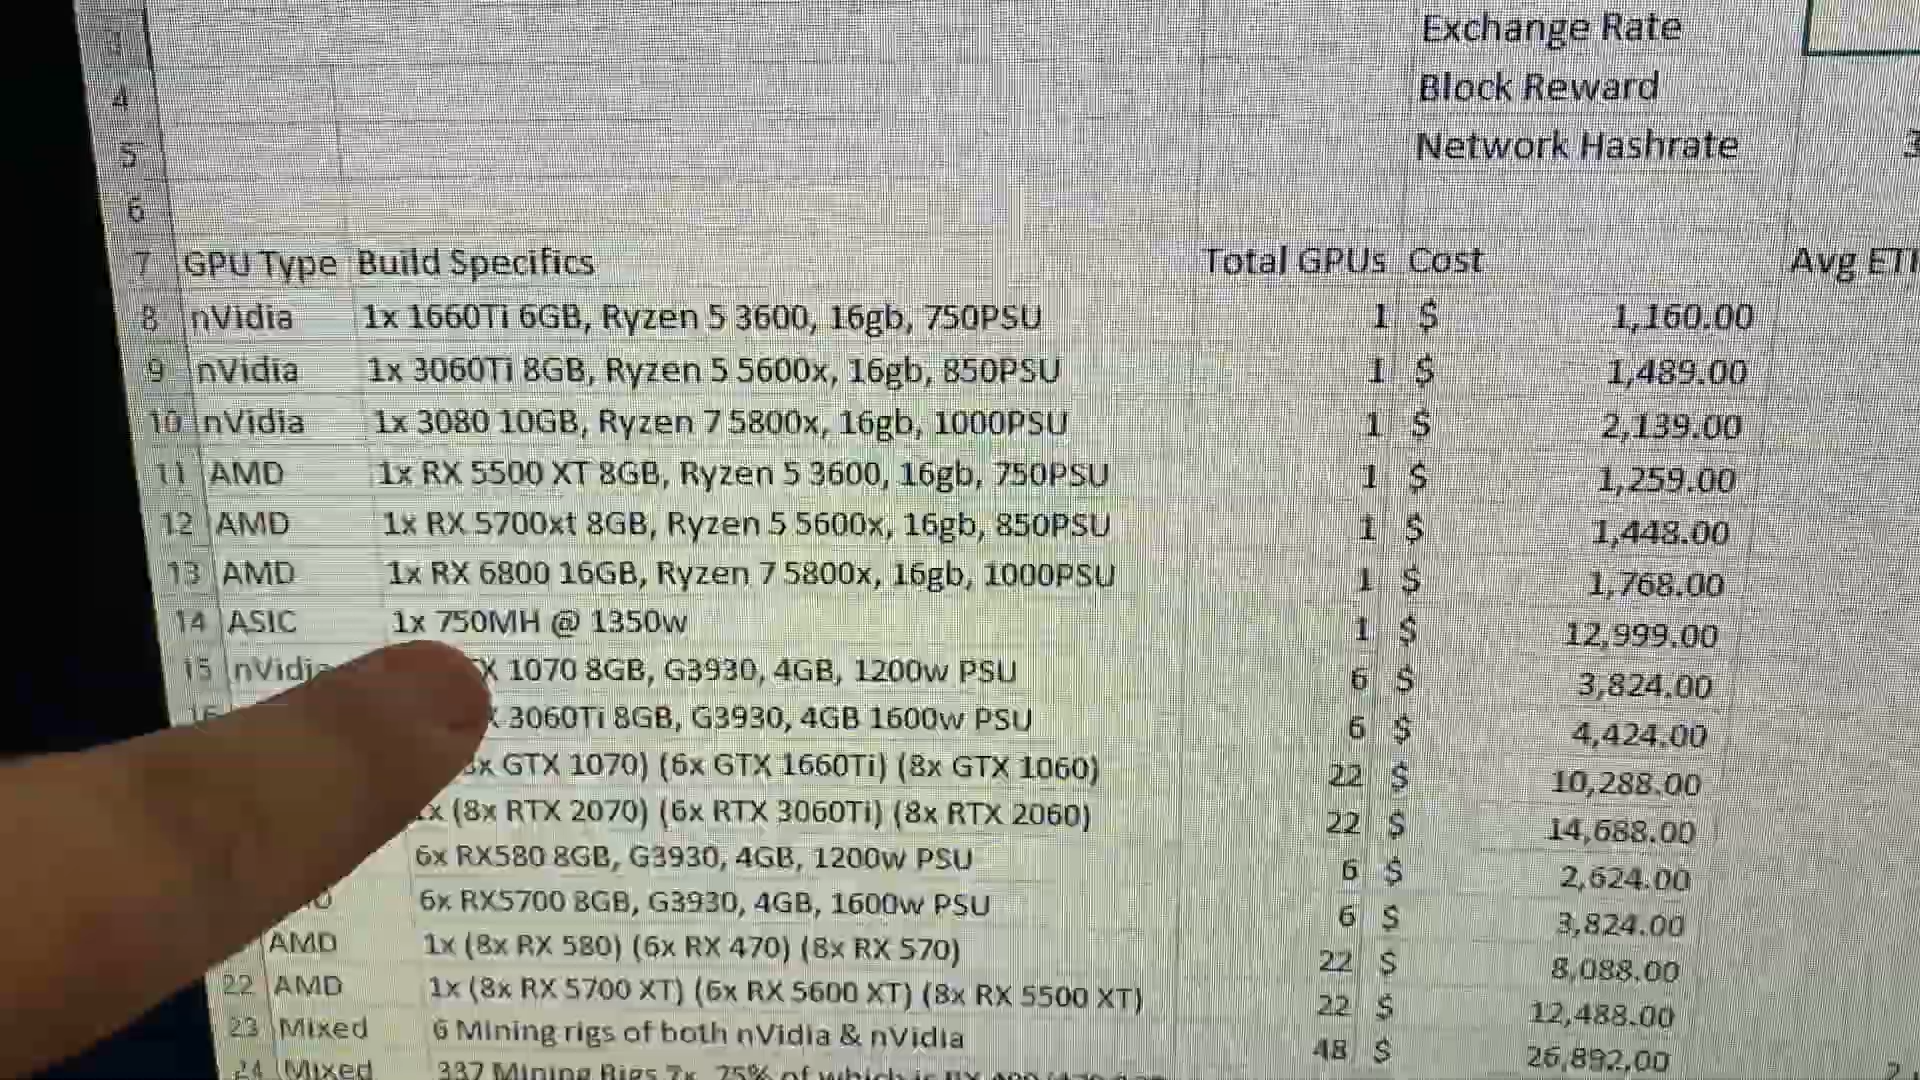 3 Exchange Rate
4 Block Reward
5 Network Hashrate 3
6
7 GPU Type Build Specifics Total GPUs Cost Avg
8 nVidia 1x 1660Ti 6GB, Ryzen 5 3600, 16gb, 750PSU 1 $ 1,160.00
9 nVidia 1x 3060Ti 8GB, Ryzen 5 5600x, 16gb, 850PSU 1 $ 1,489.00
10 nVidia 1x 3080 10GB, Ryzen 7 5800x, 16gb, 1000PSU 1 $ 2,139.00
11 AMD 1x RX 5500 XT 8GB, Ryzen 5 3600, 16gb, 750PSU 1 $ 1,259.00
12 AMD 1x RX 5700xt 8GB, Ryzen 5 5600x, 16gb, 850PSU 1 $ 1,448.00
13 AMD 1x RX 6800 16GB, Ryzen 7 5800x, 16gb, 1000PSU 1 $ 1,768.00
14 ASIC 1x 750MH @ 1350w 1 $ 12,999.00
15 1070 8GB, G3930, 4GB, 1200w PSU 6 $ 3,824.00
16 3060Ti 8GB, G3930, 4GB 1600w PSU 6 $ 4,424.00
GTX 1070) (6x GTX 1660Ti) (8x GTX 1060) 22 $ 10,288.00
(8x RTX 2070) (6x RTX 3060Ti) (8x RTX 2060) 22 $ 14,688.00
6x RX580 8GB, G3930, 4GB, 1200w PSU 6 $ 2,624.00
6x RX5700 8GB, G3930, 4GB, 1600w PSU 6 $ 3,824.00
AMD 1x (8x RX 580) (6x RX 470) (8x RX 570) 22 $ 8,088.00
22 AMD 1x (8x RX 5700 XT) (6x RX 5600 XT) (8x RX 5500 XT) 22 $ 12,488.00
23 Mixed 6 Mining rigs of both nVidia & nVidia 48 $ 26,892.00
24 Mixed 337 Mining Rigs 7x, 75% of which is RX